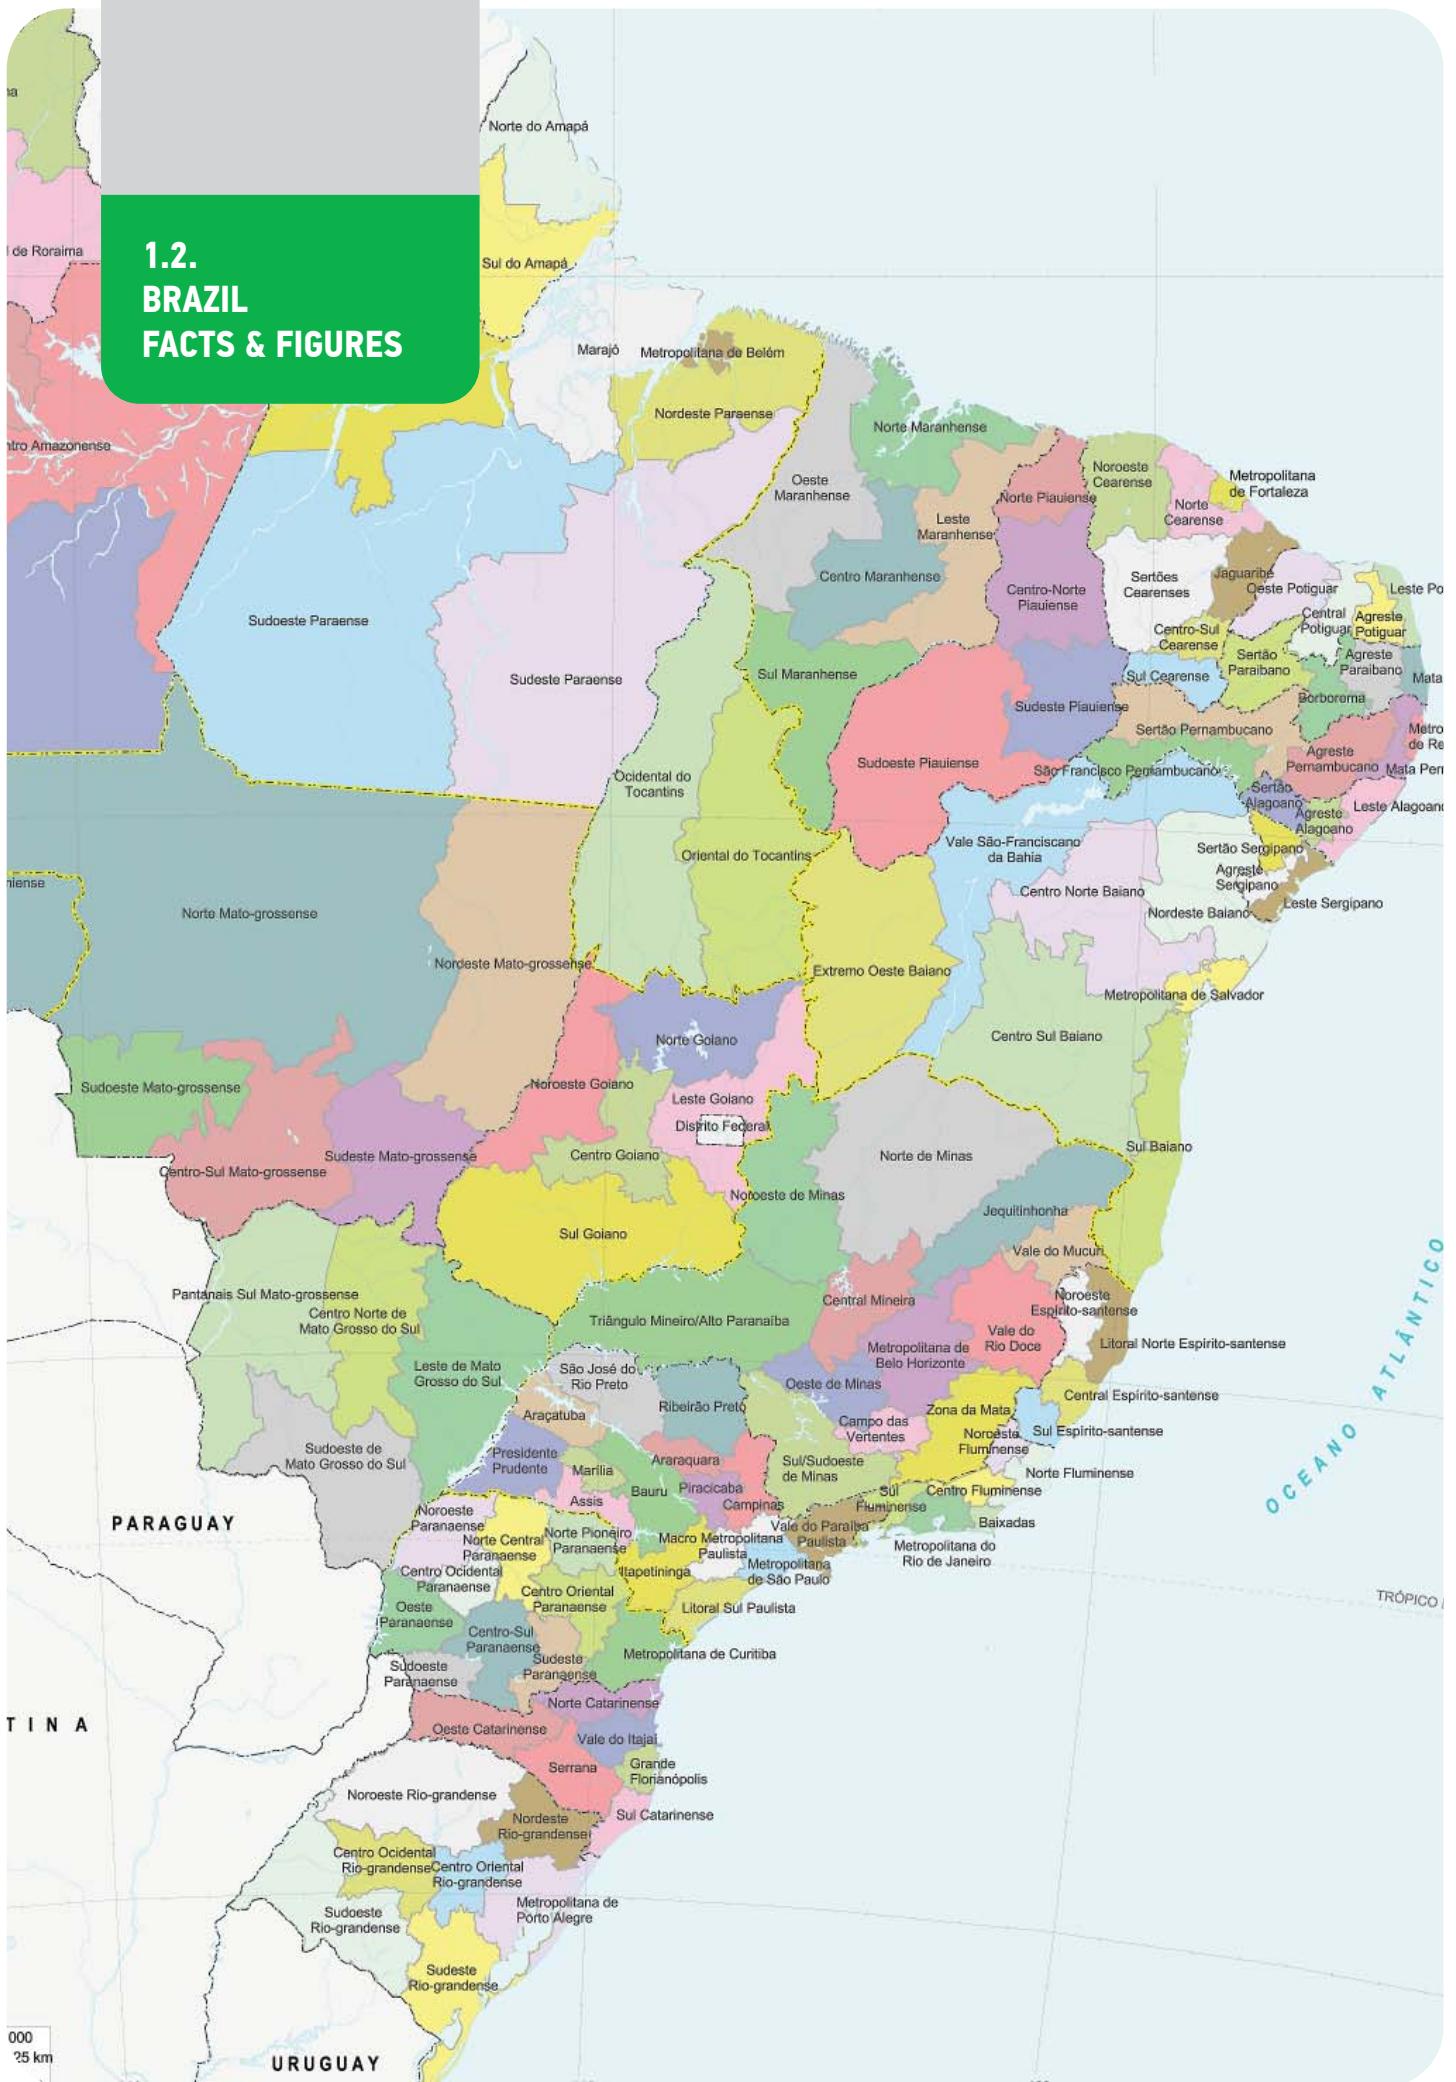 1.2.
BRAZIL
FACTS & FIGURES
na
Norte do Amapá
l de Roraima
Sul do Amapá
Marajó
Metropolitana de Belém
Nordeste Paraense
ntro Amazonense
Norte Maranhense
Oeste
Maranhense
Noroeste
Cearense
Metropolitana
de Fortaleza
Norte Piauiense
Norte
Cearense
Leste
Maranhense
Centro Maranhense
Centro-Norte
Piauiense
Sertões
Cearenses
Jaguaribe
Oeste Potiguar
Leste Po
Central
Potiguar
Agreste
Potiguar
Centro-Sul
Cearense
Sertão
Paraibano
Agreste
Paraibano
Sudoeste Paraense
Sudeste Paraense
Sul Maranhense
Sul Cearense
Mata
Borborema
Sudeste Piauiense
Sertão Pernambucano
Metro
de Re
Agreste
Pernambucano
Mata Pern
Sudoeste Piauiense
São Francisco Pernambucano
Ocidental do
Tocantins
Sertão
Alagoano
Leste Alagoano
Agreste
Alagoano
Vale São-Franciscano
da Bahia
Sertão Sergipano
Oriental do Tocantins
Agreste
Sergipano
niense
Centro Norte Baiano
Leste Sergipano
Norte Mato-grossense
Nordeste Baiano
Nordeste Mato-grossense
Extremo Oeste Baiano
Metropolitana de Salvador
Norte Goiano
Centro Sul Baiano
Sudoeste Mato-grossense
Noroeste Goiano
Leste Goiano
Distrito Federal
Sul Baiano
Centro Goiano
Norte de Minas
Sudeste Mato-grossense
Centro-Sul Mato-grossense
Noroeste de Minas
Jequitinhonha
Sul Goiano
Vale do Mucuri
Pantanais Sul Mato-grossense
Centro Norte de
Mato Grosso do Sul
Central Mineira
Noroeste
Espírito-santense
Triângulo Mineiro/Alto Paranaíba
Vale do
Rio Doce
Litoral Norte Espírito-santense
Metropolitana de
Belo Horizonte
Leste de Mato
Grosso do Sul
São José do
Rio Preto
Oeste de Minas
Central Espírito-santense
Ribeirão Preto
Araçatuba
Zona da Mata
Campo das
Vertentes
Sul Espírito-santense
Noroeste
Fluminense
Sudoeste de
Mato Grosso do Sul
Presidente
Prudente
Marília
Araraquara
Sul/Sudoeste
de Minas
Norte Fluminense
Bauru
Piracicaba
Sul
Fluminense
Centro Fluminense
Assis
Campinas
Baixadas
Noroeste
Paranaense
PARAGUAY
Vale do Paraíba
Paulista
Norte Central
Paranaense
Norte Pioneiro
Paranaense
Macro Metropolitana
Paulista
Metropolitana do
Rio de Janeiro
Centro Ocidental
Paranaense
Itapetininga
Metropolitana
de São Paulo
Centro Oriental
Paranaense
Oeste
Paranaense
Litoral Sul Paulista
Centro-Sul
Paranaense
Metropolitana de Curitiba
Sudeste
Paranaense
Sudoeste
Paranaense
Norte Catarinense
Oeste Catarinense
Vale do Itajaí
Serrana
Grande
Florianópolis
Noroeste Rio-grandense
Sul Catarinense
Nordeste
Rio-grandense
Centro Ocidental
Rio-grandense
Centro Oriental
Rio-grandense
Metropolitana de
Porto Alegre
Sudoeste
Rio-grandense
Sudeste
Rio-grandense
OCEANO ATLÂNTICO
TRÓPICO
TINA
URUGUAY
000
25 km